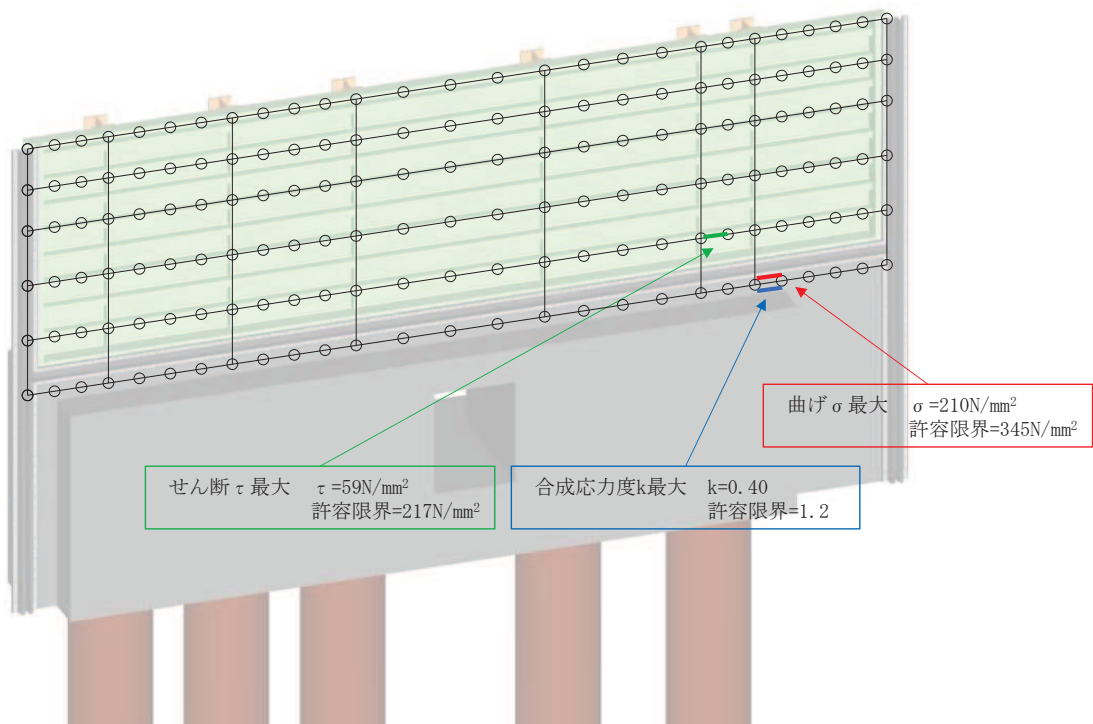 曲げσ最大 σ=210N/mm²
許容限界=345N/mm²
せん断τ最大 τ=59N/mm²
許容限界=217N/mm²
合成応力度k最大 k=0.40
許容限界=1.2